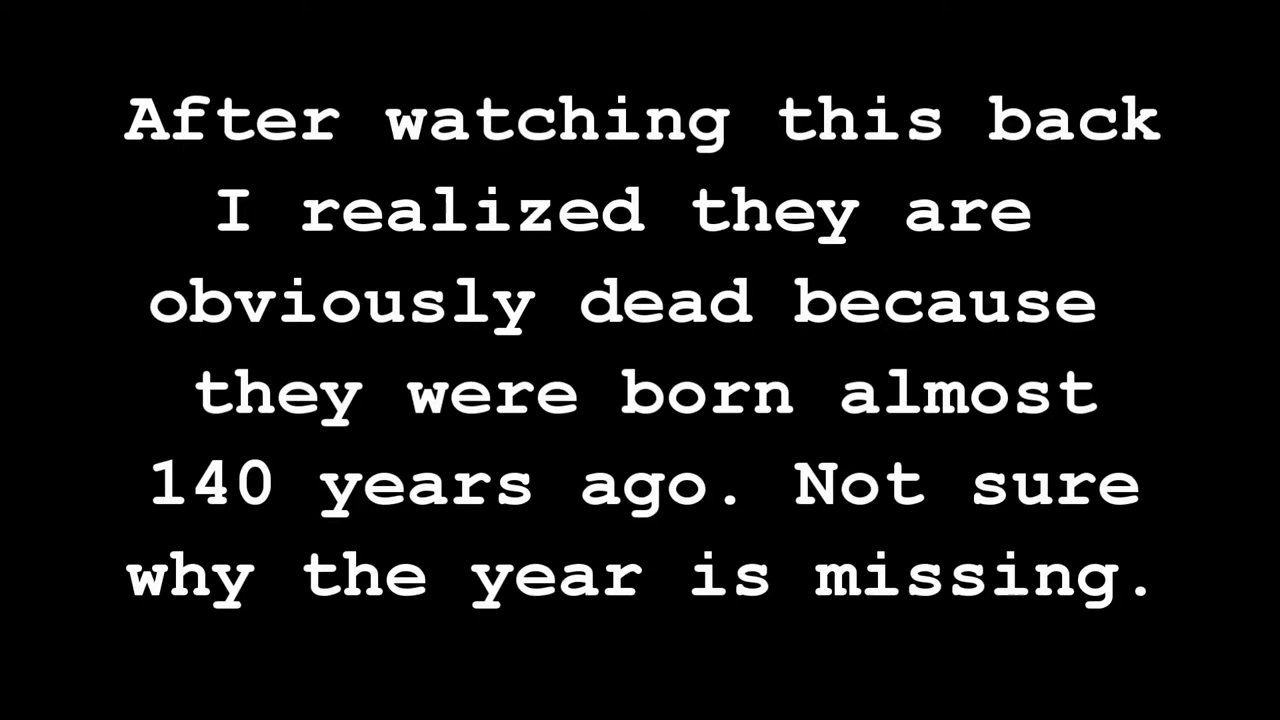 After watching this back
I realized they are
obviously dead because
they were born almost
140 years ago. Not sure
why the year is missing.